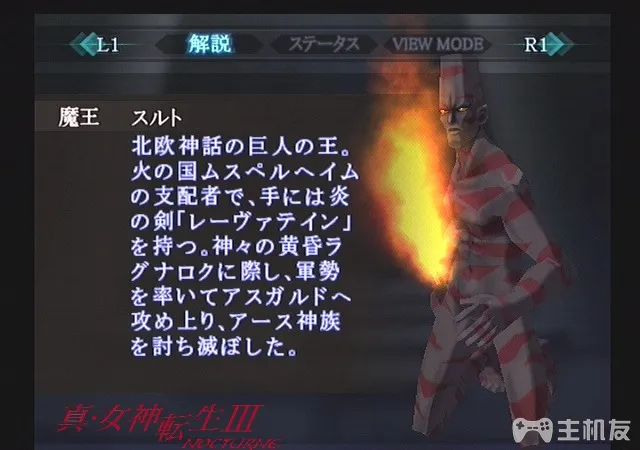 L1 解説 ステータス VIEW MODE R1
魔王 スルト
北欧神話の巨人の王。
火の国ムスペルヘイム
の支配者で、手には炎
の剣「レーヴァテイン」
を持つ。神々の黄昏ラ
グナロクに際し、軍勢
を率いてアスガルドへ
攻め上り、アース神族
を討ち滅ぼした。
真・女神転生III
NOCTURNE
主机友